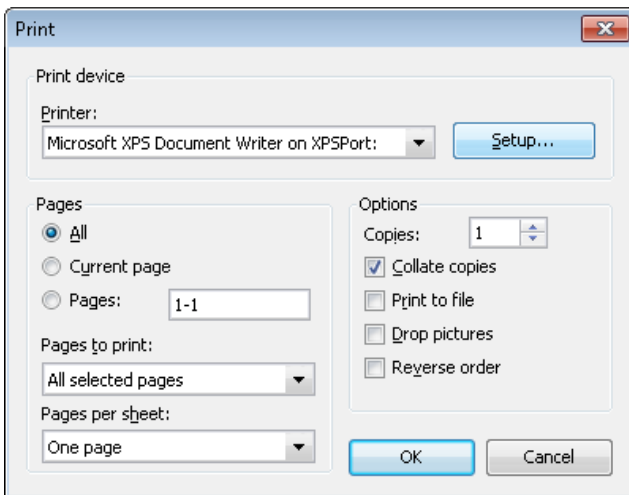 Print
Print device
Printer:
Microsoft XPS Document Writer on XPSPort:
Setup...
Pages
All
Current page
Pages: 1-1
Pages to print:
All selected pages
Pages per sheet:
One page
Options
Copies: 1
Collate copies
Print to file
Drop pictures
Reverse order
OK
Cancel